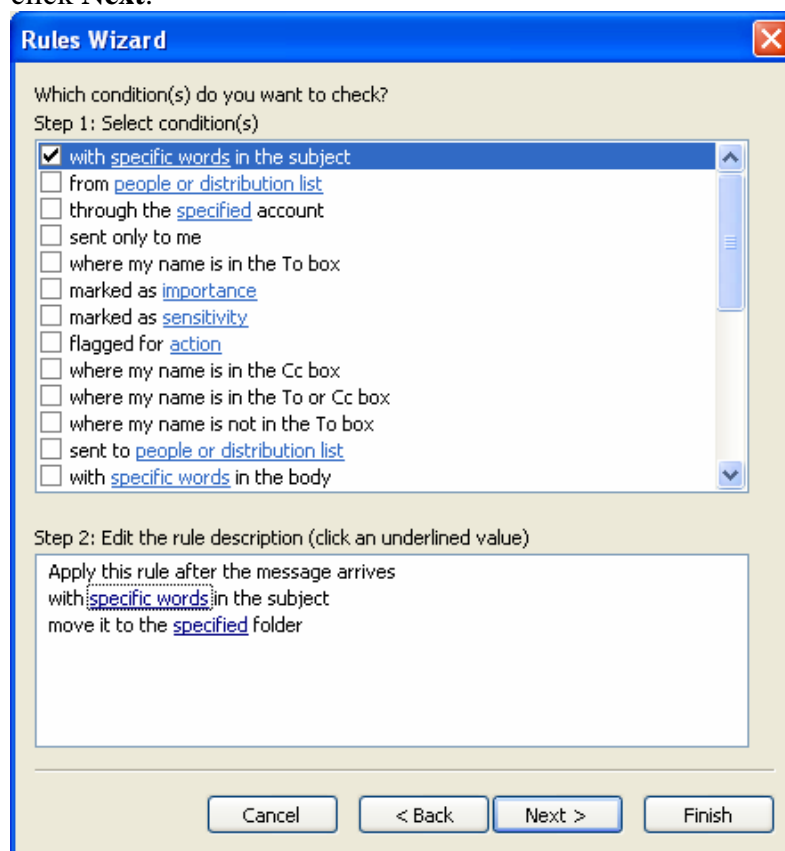 click Next.
Rules Wizard
Which condition(s) do you want to check?
Step 1: Select condition(s)
with specific words in the subject
from people or distribution list
through the specified account
sent only to me
where my name is in the To box
marked as importance
marked as sensitivity
flagged for action
where my name is in the Cc box
where my name is in the To or Cc box
where my name is not in the To box
sent to people or distribution list
with specific words in the body
Step 2: Edit the rule description (click an underlined value)
Apply this rule after the message arrives
with specific words in the subject
move it to the specified folder
Cancel < Back Next > Finish